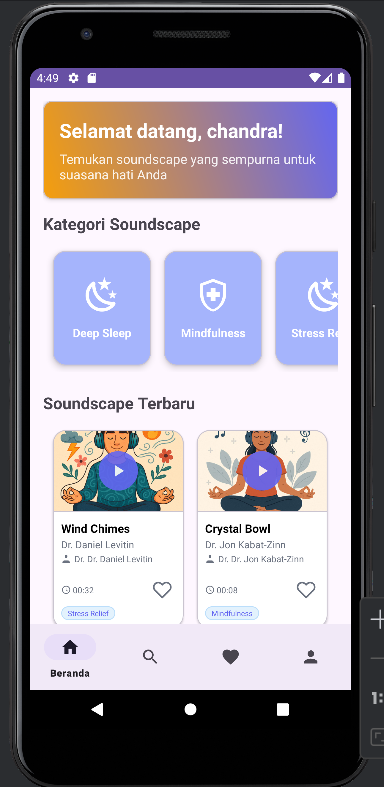 4:49
Selamat datang, chandra!
Temukan soundscape yang sempurna untuk
suasana hati Anda
Kategori Soundscape
Deep Sleep
Mindfulness
Stress Re
Soundscape Terbaru
Wind Chimes
Dr. Daniel Levitin
Dr. Dr. Daniel Levitin
00:32
Stress Relief
Crystal Bowl
Dr. Jon Kabat-Zinn
Dr. Dr. Jon Kabat-Zinn
00:08
Mindfulness
Beranda
1: